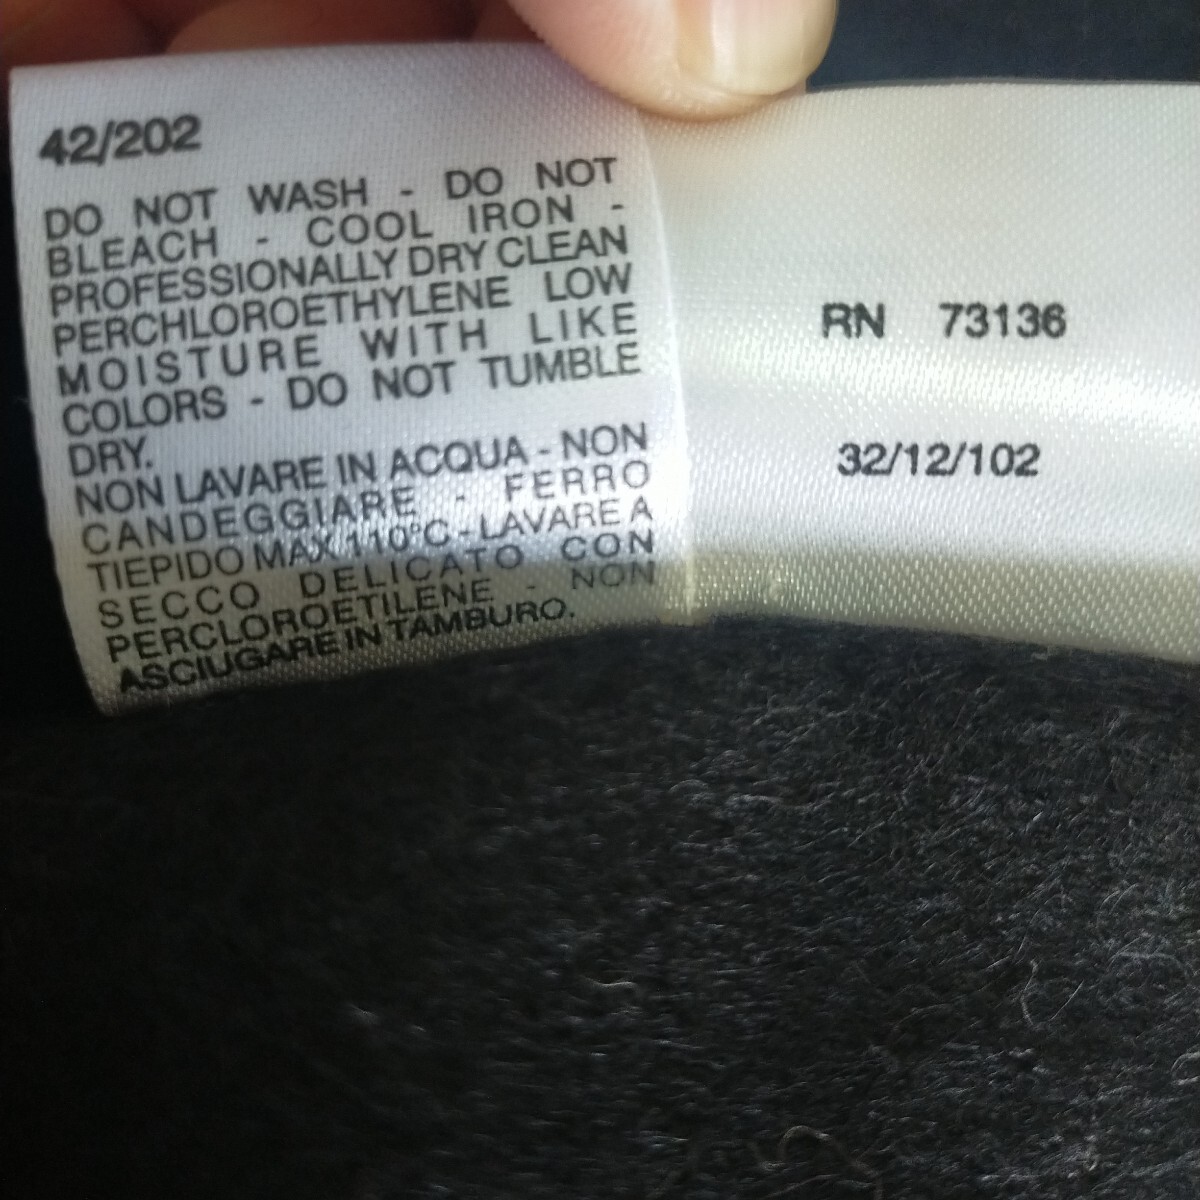 42/202
DO NOT WASH - DO NOT
BLEACH - COOL IRON -
PROFESSIONALLY DRY CLEAN
PERCHLOROETHYLENE LOW
MOISTURE WITH LIKE
COLORS - DO NOT TUMBLE
DRY.
NON LAVARE IN ACQUA - NON
CANDEGGIARE - FERRO
TIEPIDO MAX 110°C - LAVARE A
SECCO DELICATO CON
PERCLOROETILENE - NON
ASCIUGARE IN TAMBURO.
RN 73136
32/12/102